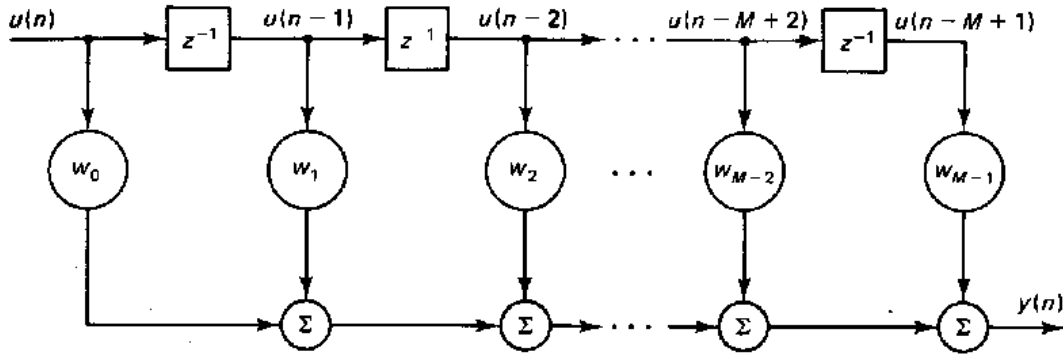 u(n) z⁻¹ u(n − 1) z⁻¹ u(n − 2) · · · u(n − M + 2) z⁻¹ u(n − M + 1)
w₀ w₁ w₂ · · · w_{M−2} w_{M−1}
Σ Σ · · · Σ Σ y(n)